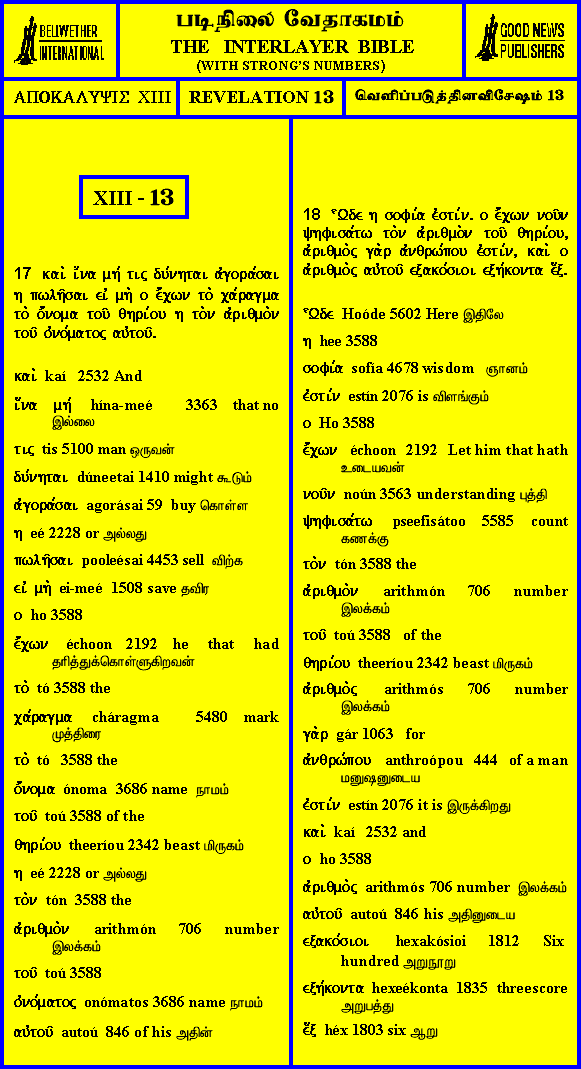 BELLWETHER
INTERNATIONAL
படிநிலை வேதாகமம்
THE INTERLAYER BIBLE
(WITH STRONG'S NUMBERS)
GOOD NEWS
PUBLISHERS
ΑΠΟΚΑΛΥΨΙΣ XIII
REVELATION 13
வெளிப்படுத்தினவிசேஷம் 13
XIII - 13
17 καὶ ἵνα μή τις δύνηται ἀγοράσαι
η πωλῆσαι εἰ μὴ ο ἔχων τὸ χάραγμα
τὸ ὄνομα τοῦ θηρίου η τὸν ἀριθμὸν
τοῦ ὀνόματος αὐτοῦ.
καὶ kaí 2532 And
ἵνα μή hína-meé 3363 that no
இல்லை
τις tis 5100 man ஒருவன்
δύνηται dúneetai 1410 might கூடும்
ἀγοράσαι agorásai 59 buy கொள்ள
η eé 2228 or அல்லது
πωλῆσαι pooleésai 4453 sell விற்க
εἰ μὴ ei-meé 1508 save தவிர
ο ho 3588
ἔχων échoon 2192 he that had
தரித்துக்கொள்ளுகிறவன்
τὸ tó 3588 the
χάραγμα cháragma 5480 mark
முத்திரை
τὸ tó 3588 the
ὄνομα ónoma 3686 name நாமம்
τοῦ toú 3588 of the
θηρίου theeríou 2342 beast மிருகம்
η eé 2228 or அல்லது
τὸν tón 3588 the
ἀριθμὸν arithmón 706 number
இலக்கம்
τοῦ toú 3588
ὀνόματος onómatos 3686 name நாமம்
αὐτοῦ autoú 846 of his அதின்
18 Ὧδε η σοφία ἐστίν. ο ἔχων νοῦν
ψηφισάτω τὸν ἀριθμὸν τοῦ θηρίου,
ἀριθμὸς γὰρ ἀνθρώπου ἐστίν, καὶ ο
ἀριθμὸς αὐτοῦ εξακόσιοι εξήκοντα ἕξ.
Ὧδε Hoóde 5602 Here இதிலே
η hee 3588
σοφία sofía 4678 wisdom ஞானம்
ἐστίν estín 2076 is விளங்கும்
ο Ho 3588
ἔχων échoon 2192 Let him that hath
உடையவன்
νοῦν noún 3563 understanding புத்தி
ψηφισάτω pseefisátoo 5585 count
கணக்கு
τὸν tón 3588 the
ἀριθμὸν arithmón 706 number
இலக்கம்
τοῦ toú 3588 of the
θηρίου theeríou 2342 beast மிருகம்
ἀριθμὸς arithmós 706 number
இலக்கம்
γὰρ gár 1063 for
ἀνθρώπου anthroópou 444 of a man
மனுஷனுடைய
ἐστίν estín 2076 it is இருக்கிறது
καὶ kaí 2532 and
ο ho 3588
ἀριθμὸς arithmós 706 number இலக்கம்
αὐτοῦ autoú 846 his அதினுடைய
εξακόσιοι hexakósioi 1812 Six
hundred அறுநூறு
εξήκοντα hexeékonta 1835 threescore
அறுபத்து
ἕξ héx 1803 six ஆறு